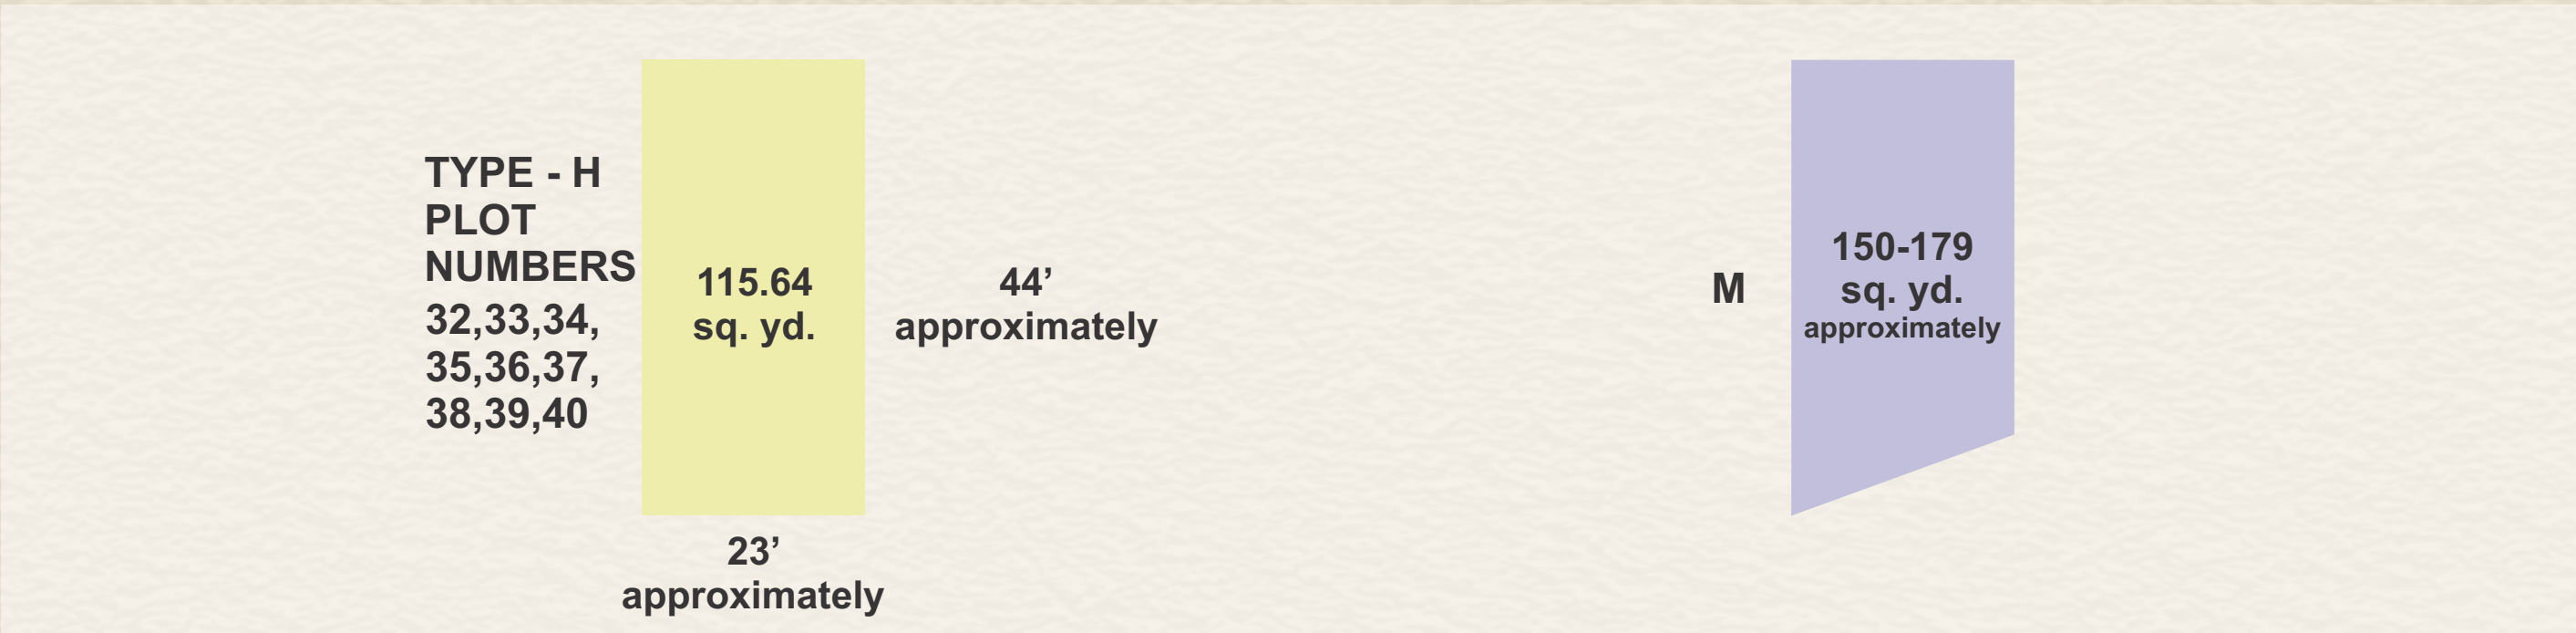 TYPE - H
PLOT
NUMBERS
32,33,34,
35,36,37,
38,39,40
115.64
sq. yd.
44’
approximately
23’
approximately
M
150-179
sq. yd.
approximately